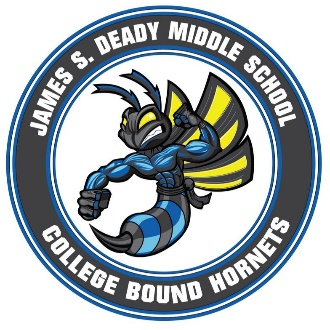 JAMES S. DEADY MIDDLE SCHOOL
COLLEGE BOUND HORNETS